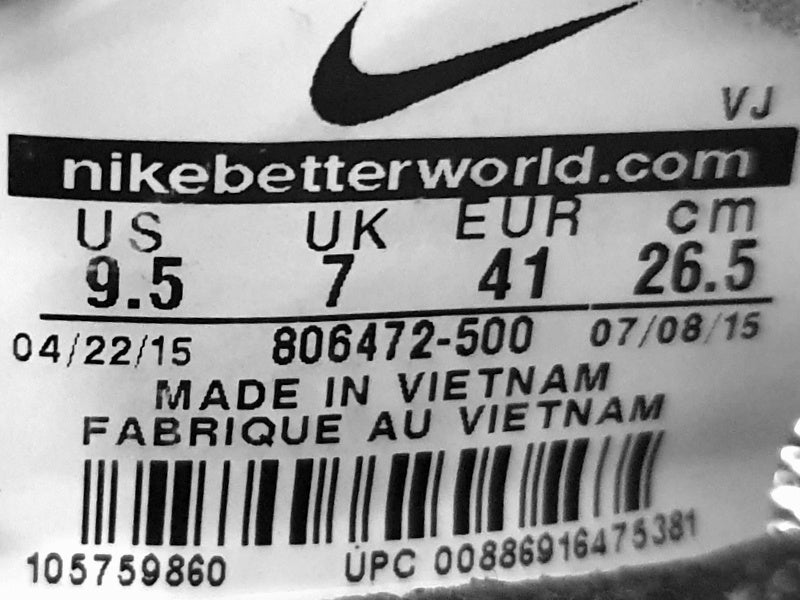 VJ
nikebetterworld.com
US UK EUR cm
9.5 7 41 26.5
04/22/15 806472-500 07/08/15
MADE IN VIETNAM
FABRIQUE AU VIETNAM
105759860 UPC 00886916475381